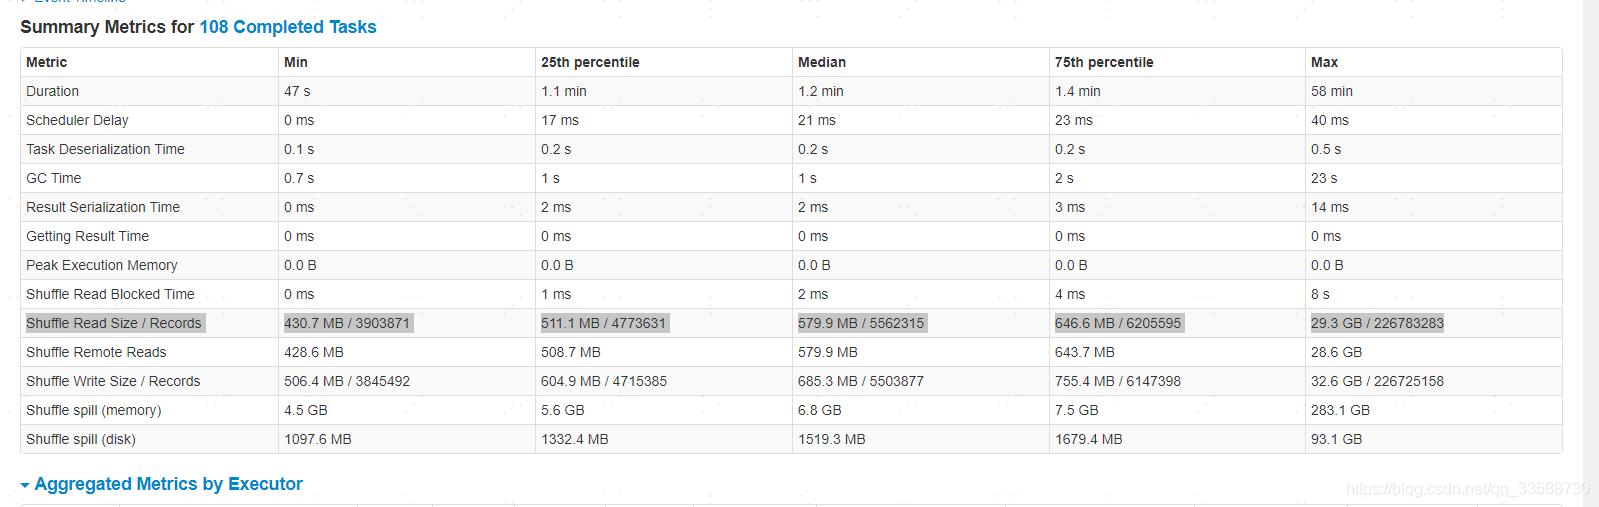 Event Timeline
Summary Metrics for 108 Completed Tasks
Metric Min 25th percentile Median 75th percentile Max
Duration 47 s 1.1 min 1.2 min 1.4 min 58 min
Scheduler Delay 0 ms 17 ms 21 ms 23 ms 40 ms
Task Deserialization Time 0.1 s 0.2 s 0.2 s 0.2 s 0.5 s
GC Time 0.7 s 1 s 1 s 2 s 23 s
Result Serialization Time 0 ms 2 ms 2 ms 3 ms 14 ms
Getting Result Time 0 ms 0 ms 0 ms 0 ms 0 ms
Peak Execution Memory 0.0 B 0.0 B 0.0 B 0.0 B 0.0 B
Shuffle Read Blocked Time 0 ms 1 ms 2 ms 4 ms 8 s
Shuffle Read Size / Records 430.7 MB / 3903871 511.1 MB / 4773631 579.9 MB / 5562315 646.6 MB / 6205595 29.3 GB / 226783283
Shuffle Remote Reads 428.6 MB 508.7 MB 579.9 MB 643.7 MB 28.6 GB
Shuffle Write Size / Records 506.4 MB / 3845492 604.9 MB / 4715385 685.3 MB / 5503877 755.4 MB / 6147398 32.6 GB / 226725158
Shuffle spill (memory) 4.5 GB 5.6 GB 6.8 GB 7.5 GB 283.1 GB
Shuffle spill (disk) 1097.6 MB 1332.4 MB 1519.3 MB 1679.4 MB 93.1 GB
Aggregated Metrics by Executor
https://blog.csdn.net/qq_33588730